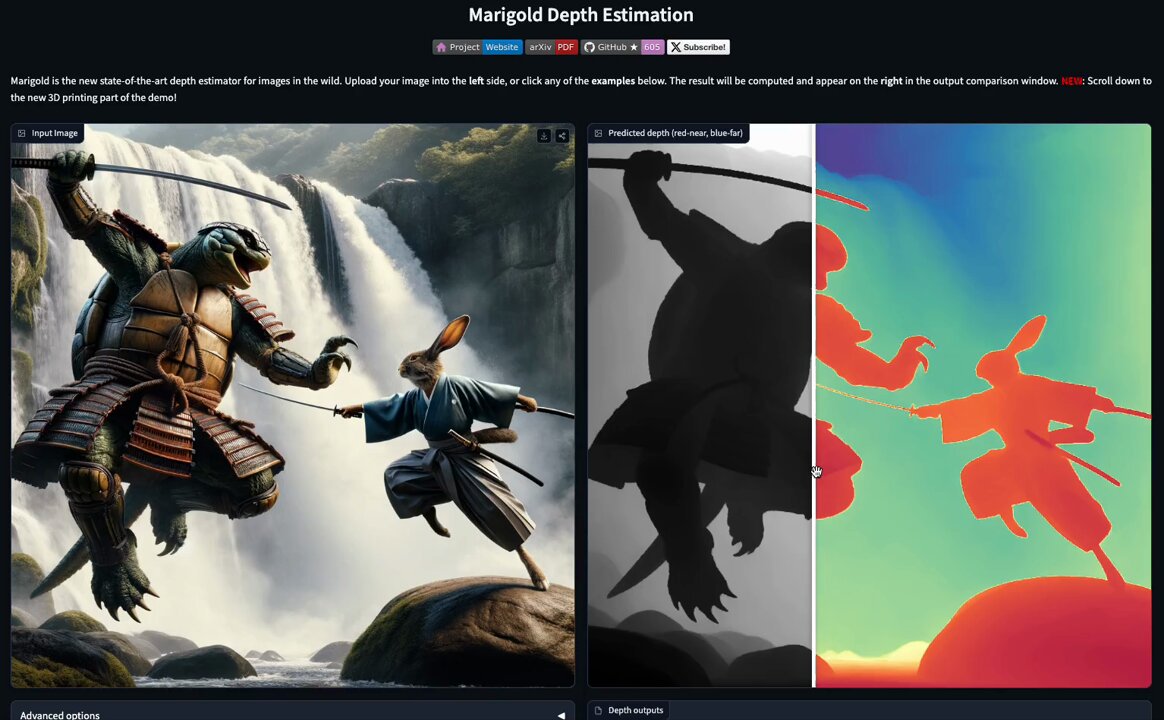 Marigold Depth Estimation
Project Website arXiv PDF GitHub ★ 605 X Subscribe!
Marigold is the new state-of-the-art depth estimator for images in the wild. Upload your image into the left side, or click any of the examples below. The result will be computed and appear on the right in the output comparison window. NEW: Scroll down to
the new 3D printing part of the demo!
Input Image
Predicted depth (red-near, blue-far)
Advanced options
Depth outputs